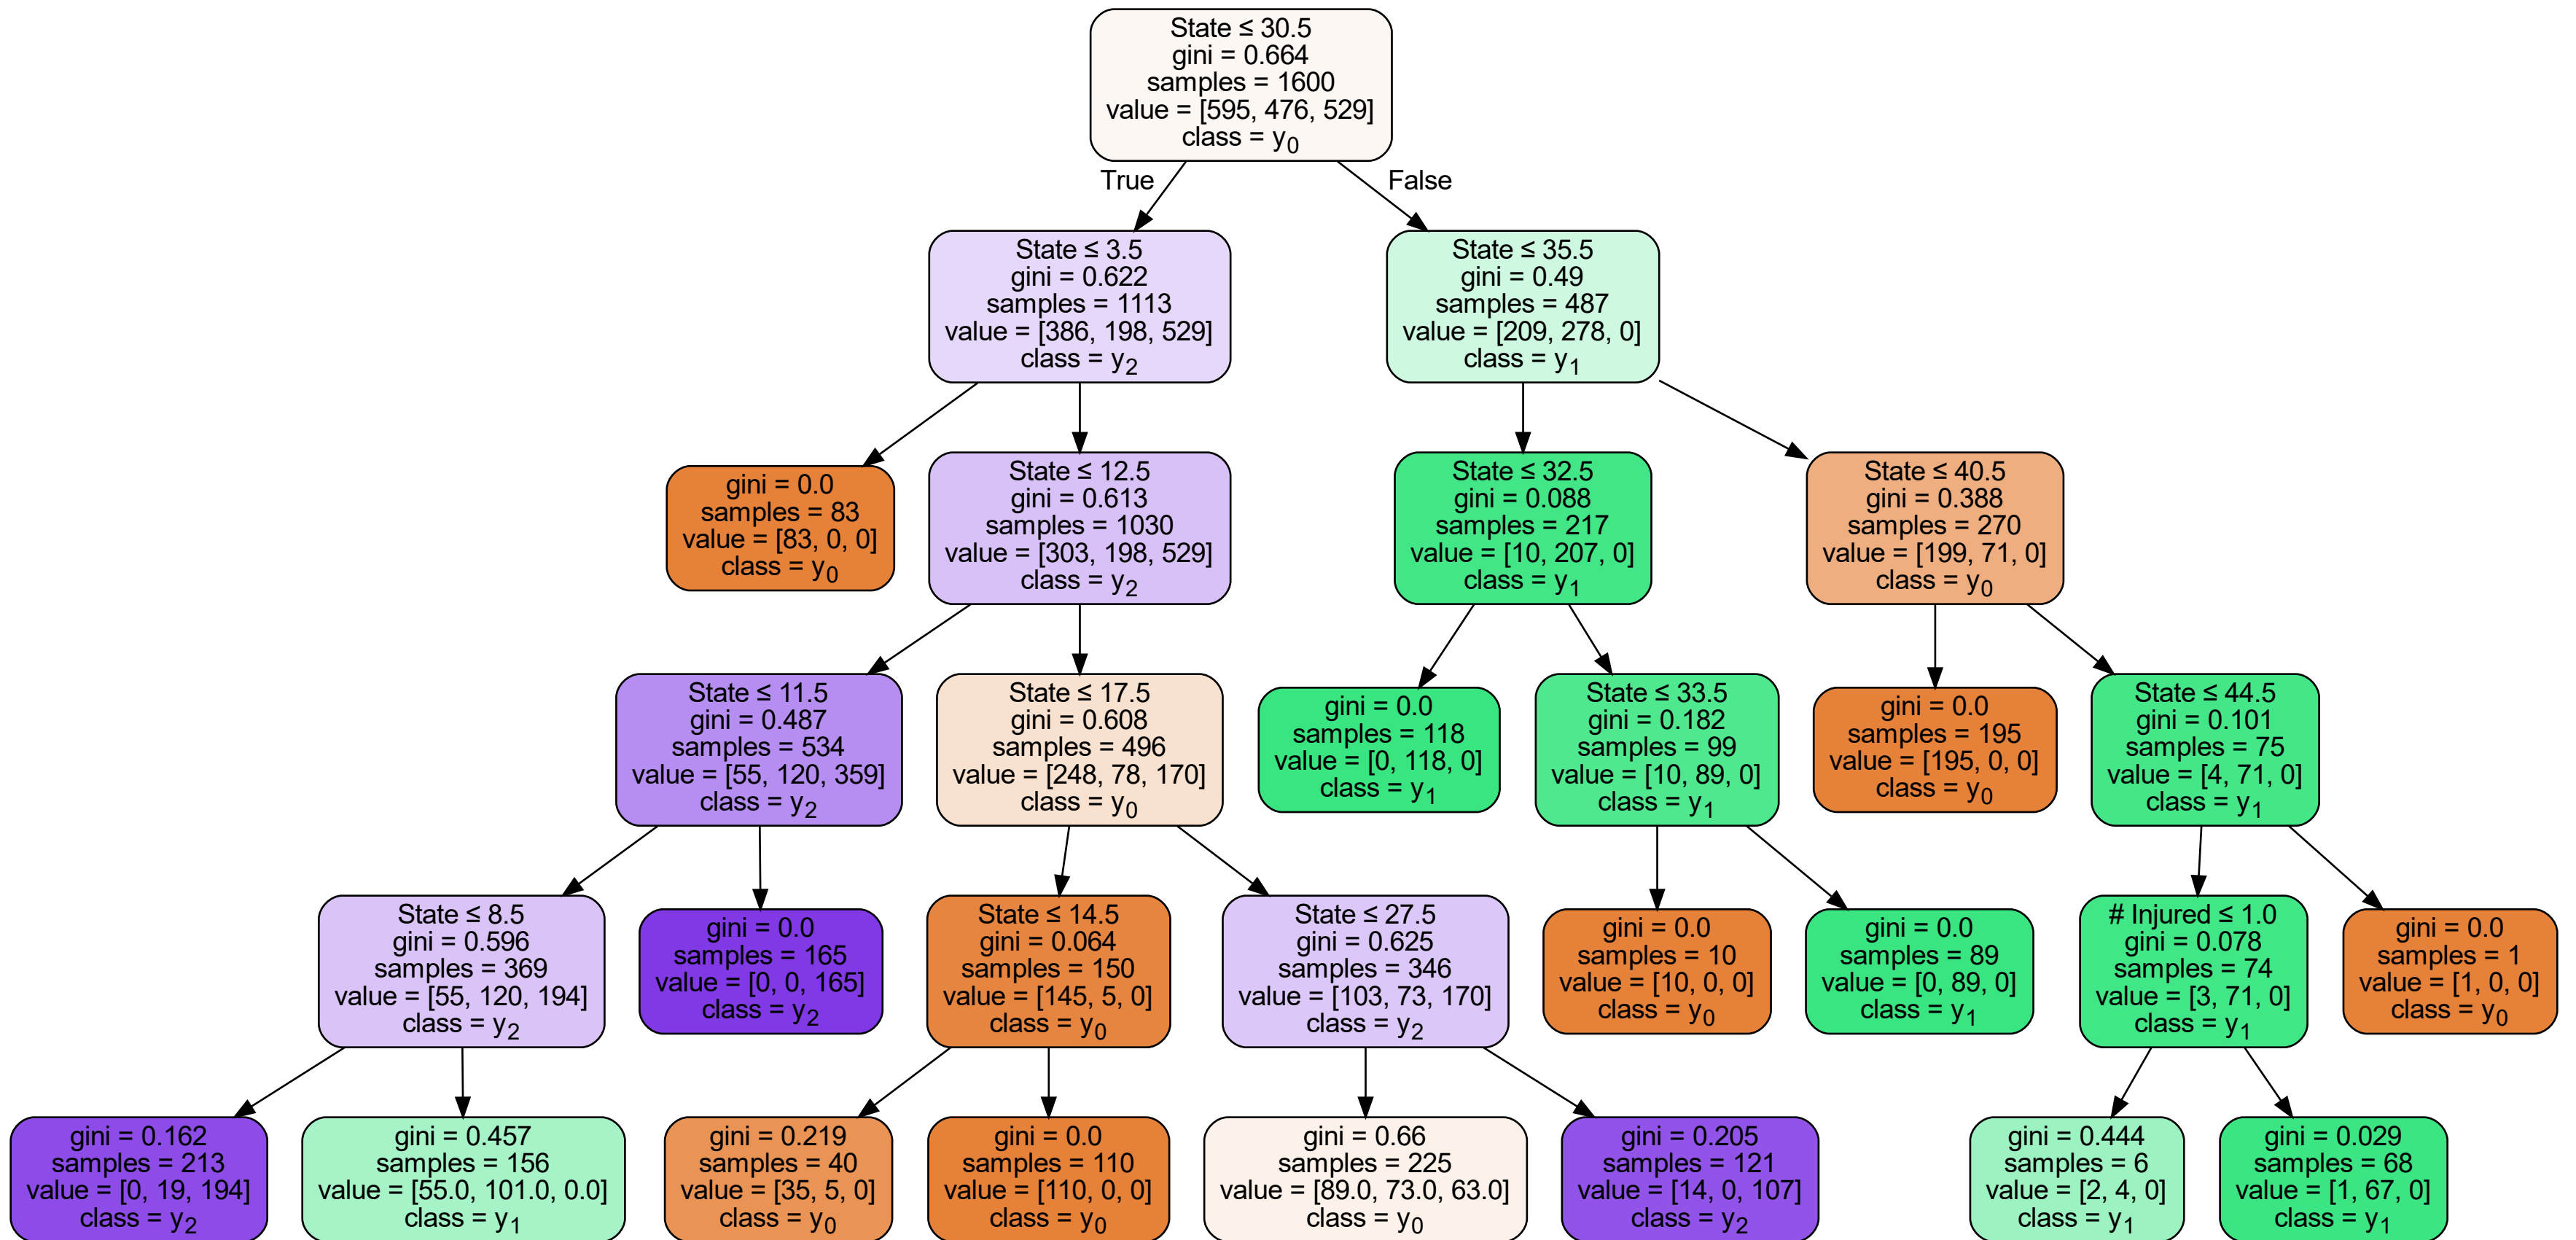 State ≤ 30.5
gini = 0.664
samples = 1600
value = [595, 476, 529]
class = y0
True
False
State ≤ 3.5
gini = 0.622
samples = 1113
value = [386, 198, 529]
class = y2
State ≤ 35.5
gini = 0.49
samples = 487
value = [209, 278, 0]
class = y1
gini = 0.0
samples = 83
value = [83, 0, 0]
class = y0
State ≤ 12.5
gini = 0.613
samples = 1030
value = [303, 198, 529]
class = y2
State ≤ 32.5
gini = 0.088
samples = 217
value = [10, 207, 0]
class = y1
State ≤ 40.5
gini = 0.388
samples = 270
value = [199, 71, 0]
class = y0
State ≤ 11.5
gini = 0.487
samples = 534
value = [55, 120, 359]
class = y2
State ≤ 17.5
gini = 0.608
samples = 496
value = [248, 78, 170]
class = y0
gini = 0.0
samples = 118
value = [0, 118, 0]
class = y1
State ≤ 33.5
gini = 0.182
samples = 99
value = [10, 89, 0]
class = y1
gini = 0.0
samples = 195
value = [195, 0, 0]
class = y0
State ≤ 44.5
gini = 0.101
samples = 75
value = [4, 71, 0]
class = y1
State ≤ 8.5
gini = 0.596
samples = 369
value = [55, 120, 194]
class = y2
gini = 0.0
samples = 165
value = [0, 0, 165]
class = y2
State ≤ 14.5
gini = 0.064
samples = 150
value = [145, 5, 0]
class = y0
State ≤ 27.5
gini = 0.625
samples = 346
value = [103, 73, 170]
class = y2
gini = 0.0
samples = 10
value = [10, 0, 0]
class = y0
gini = 0.0
samples = 89
value = [0, 89, 0]
class = y1
# Injured ≤ 1.0
gini = 0.078
samples = 74
value = [3, 71, 0]
class = y1
gini = 0.0
samples = 1
value = [1, 0, 0]
class = y0
gini = 0.162
samples = 213
value = [0, 19, 194]
class = y2
gini = 0.457
samples = 156
value = [55.0, 101.0, 0.0]
class = y1
gini = 0.219
samples = 40
value = [35, 5, 0]
class = y0
gini = 0.0
samples = 110
value = [110, 0, 0]
class = y0
gini = 0.66
samples = 225
value = [89.0, 73.0, 63.0]
class = y0
gini = 0.205
samples = 121
value = [14, 0, 107]
class = y2
gini = 0.444
samples = 6
value = [2, 4, 0]
class = y1
gini = 0.029
samples = 68
value = [1, 67, 0]
class = y1